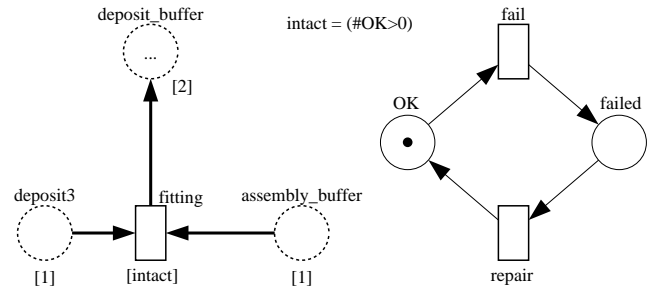 deposit_buffer
...
[2]
intact = (#OK>0)
fail
OK
failed
deposit3
fitting
assembly_buffer
[1]
[intact]
[1]
repair